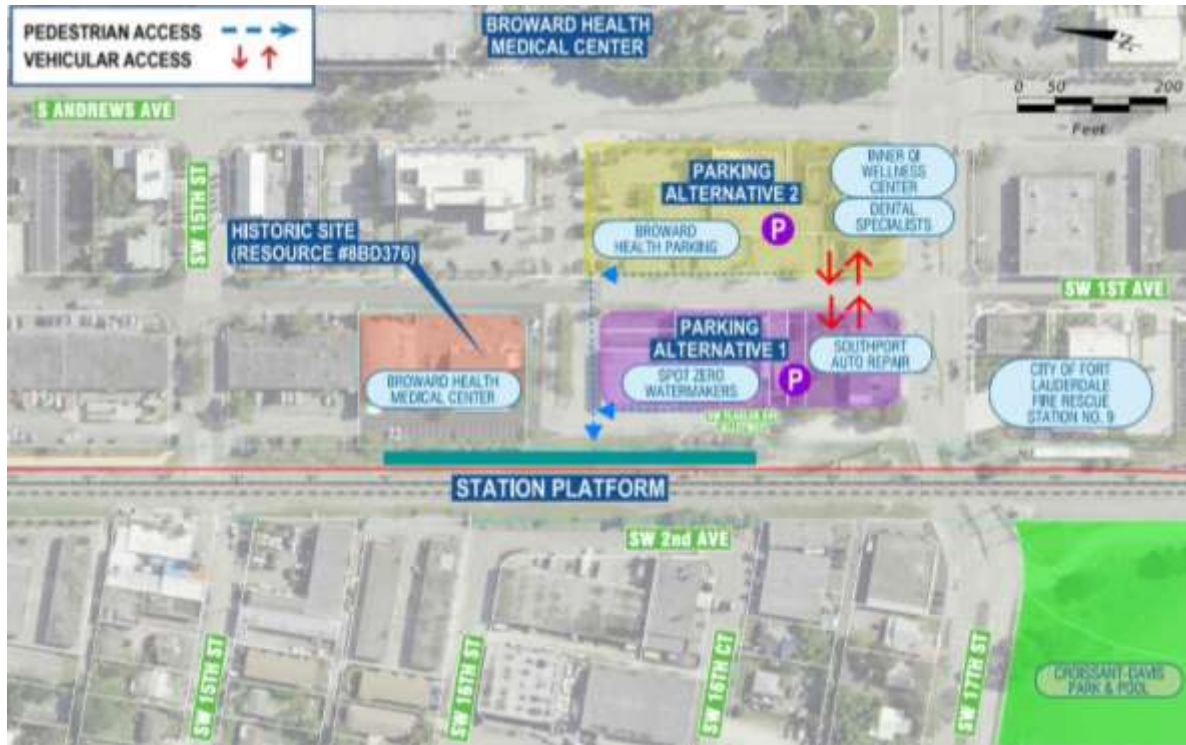 PEDESTRIAN ACCESS
VEHICULAR ACCESS
BROWARD HEALTH
MEDICAL CENTER
N
0 50 200
Feet
S ANDREWS AVE
SW 15TH ST
HISTORIC SITE
(RESOURCE #8BD376)
PARKING
ALTERNATIVE 2
P
BROWARD
HEALTH PARKING
INNER QI
WELLNESS
CENTER
DENTAL
SPECIALISTS
SW 1ST AVE
BROWARD HEALTH
MEDICAL CENTER
PARKING
ALTERNATIVE 1
SPOT ZERO
WATERMAKERS
P
SOUTHPORT
AUTO REPAIR
CITY OF FORT
LAUDERDALE
FIRE RESCUE
STATION NO. 9
STATION PLATFORM
SW 2nd AVE
SW 15TH ST
SW 16TH ST
SW 16TH CT
SW 17TH ST
CROISSANT-DAVIS
PARK & POOL